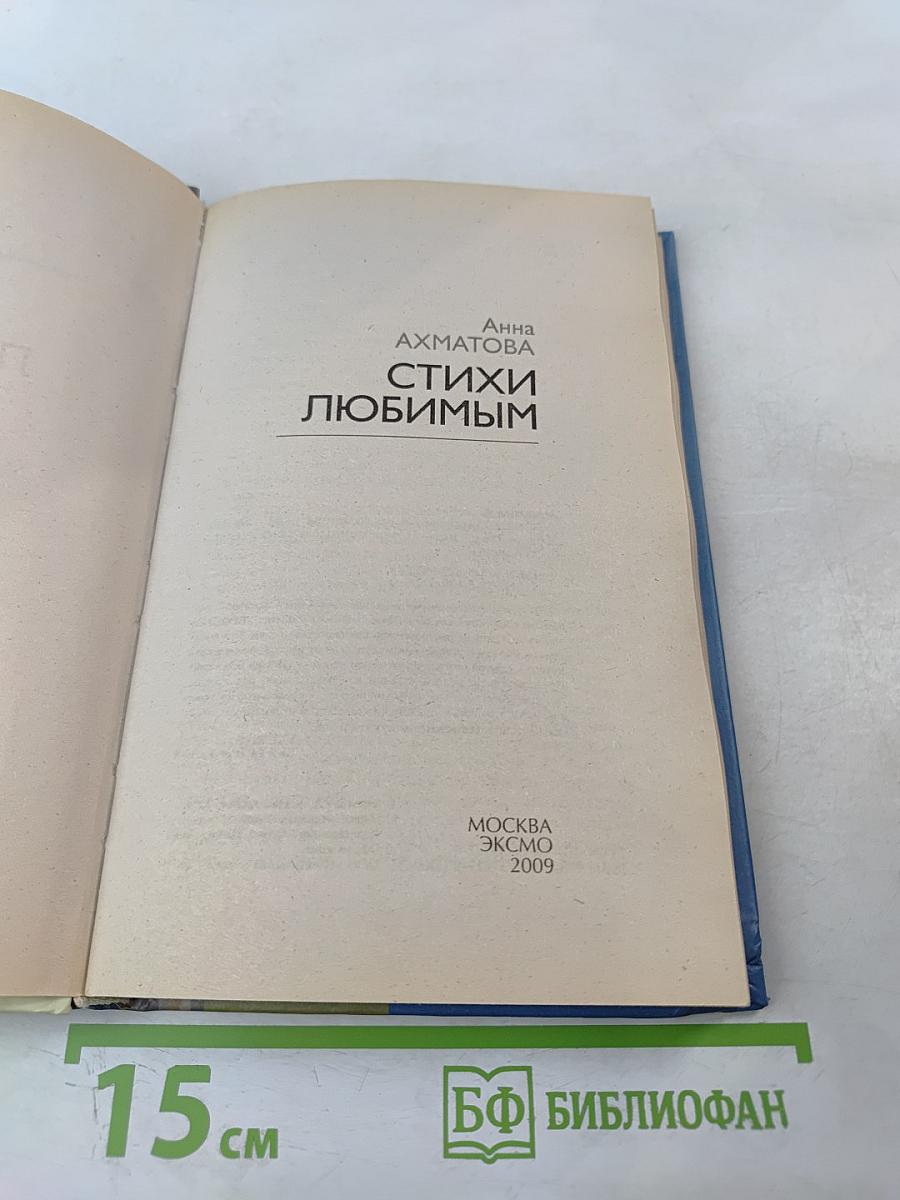 Анна
АХМАТОВА
СТИХИ
ЛЮБИМЫМ
МОСКВА
ЭКСМО
2009
15 см
БФ БИБЛИОФАН